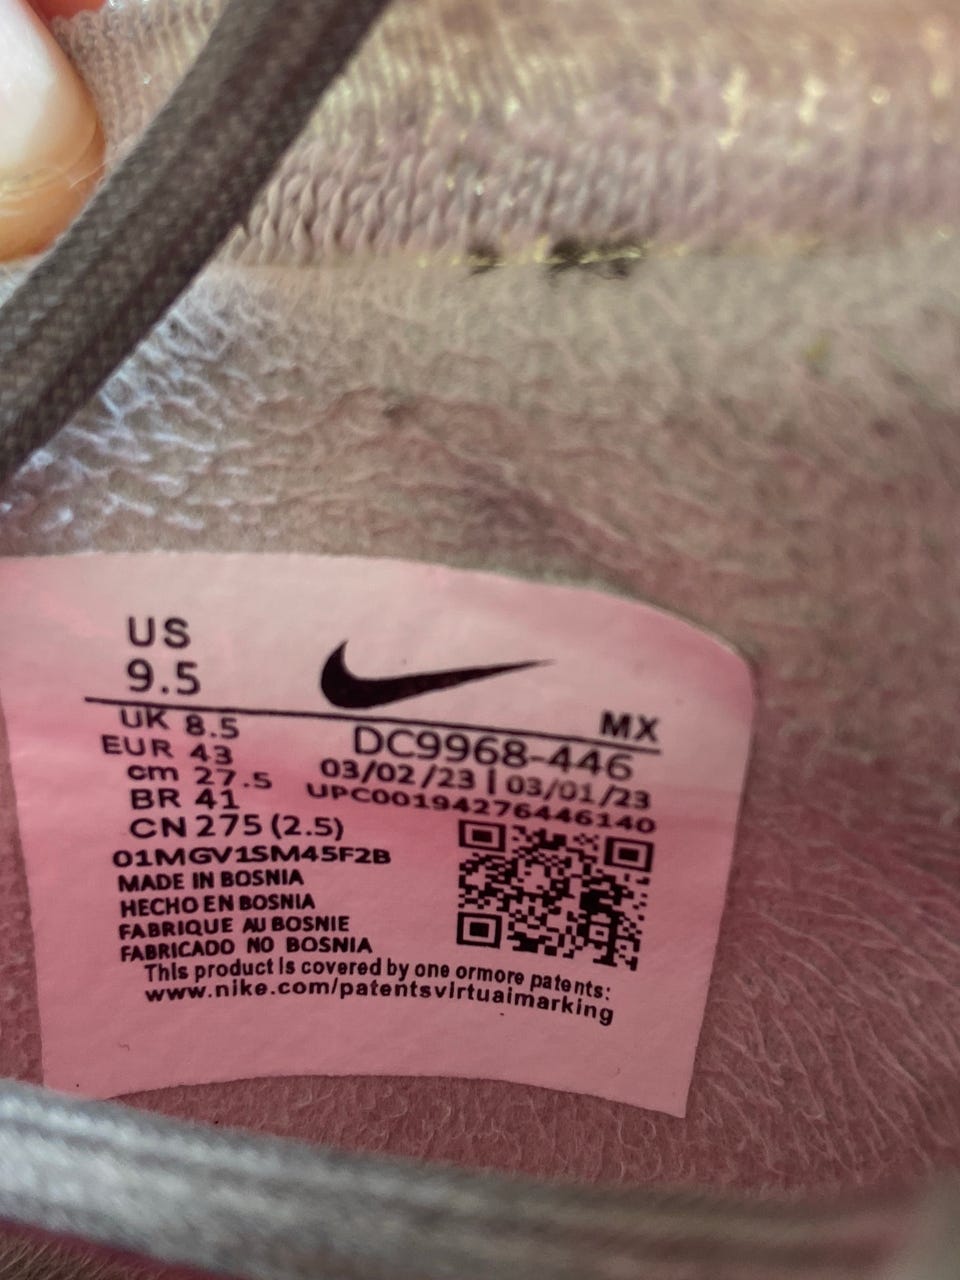 US
9.5
MX
UK 8.5
EUR 43
cm 27.5
BR 41
CN 275 (2.5)
DC9968-446
03/02/23 | 03/01/23
UPC00194276446140
01MGV1SM45F2B
MADE IN BOSNIA
HECHO EN BOSNIA
FABRIQUE AU BOSNIE
FABRICADO NO BOSNIA
This product is covered by one ormore patents:
www.nike.com/patentsvirtuaimarking